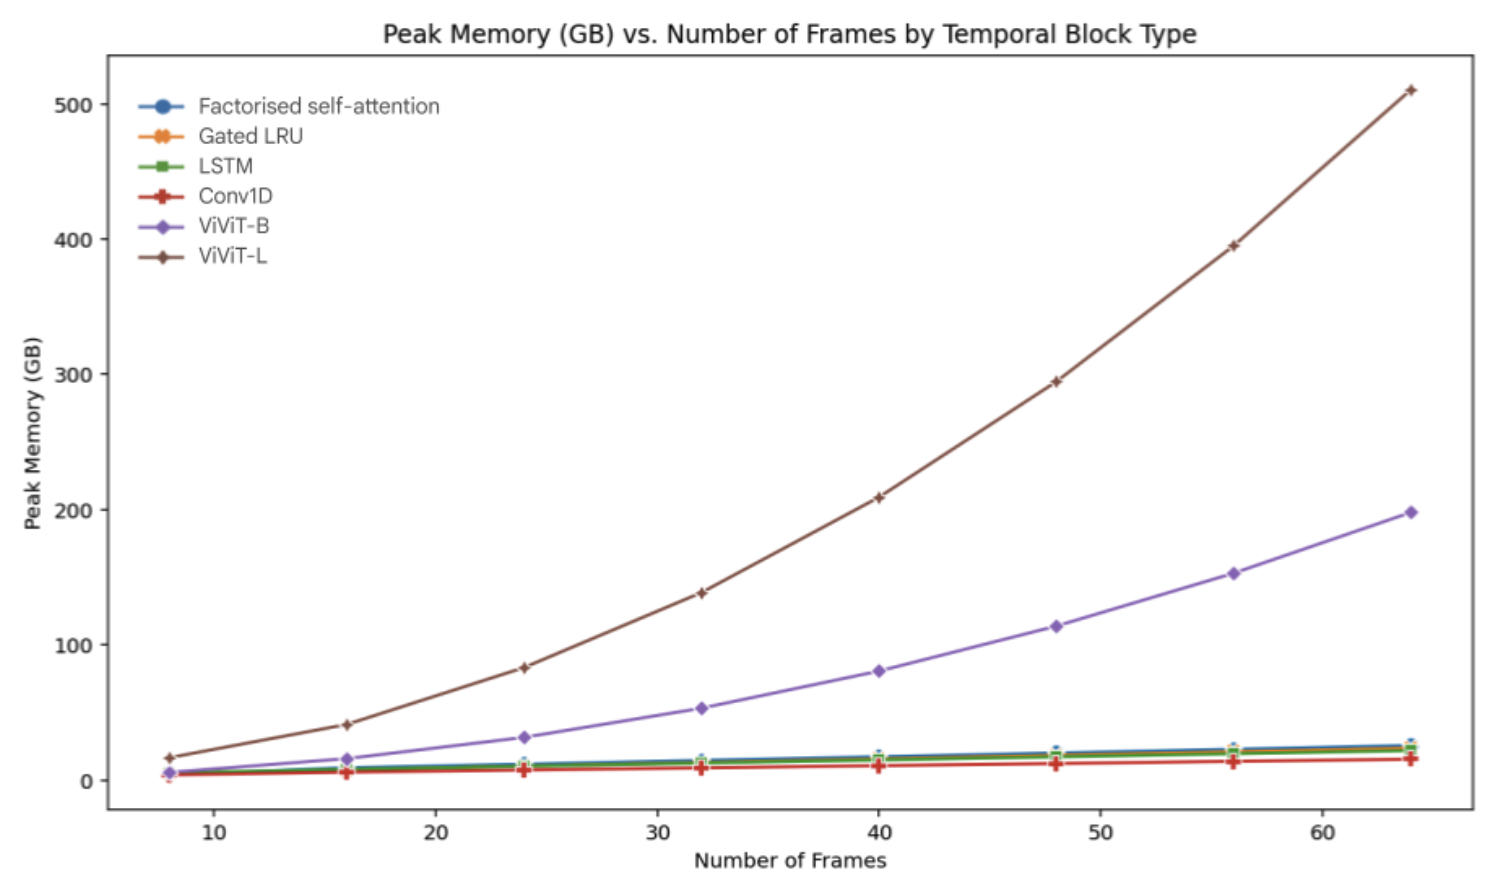 Peak Memory (GB) vs. Number of Frames by Temporal Block Type
500
400
300
200
100
0
Peak Memory (GB)
Factorised self-attention
Gated LRU
LSTM
Conv1D
ViViT-B
ViViT-L
10 20 30 40 50 60
Number of Frames